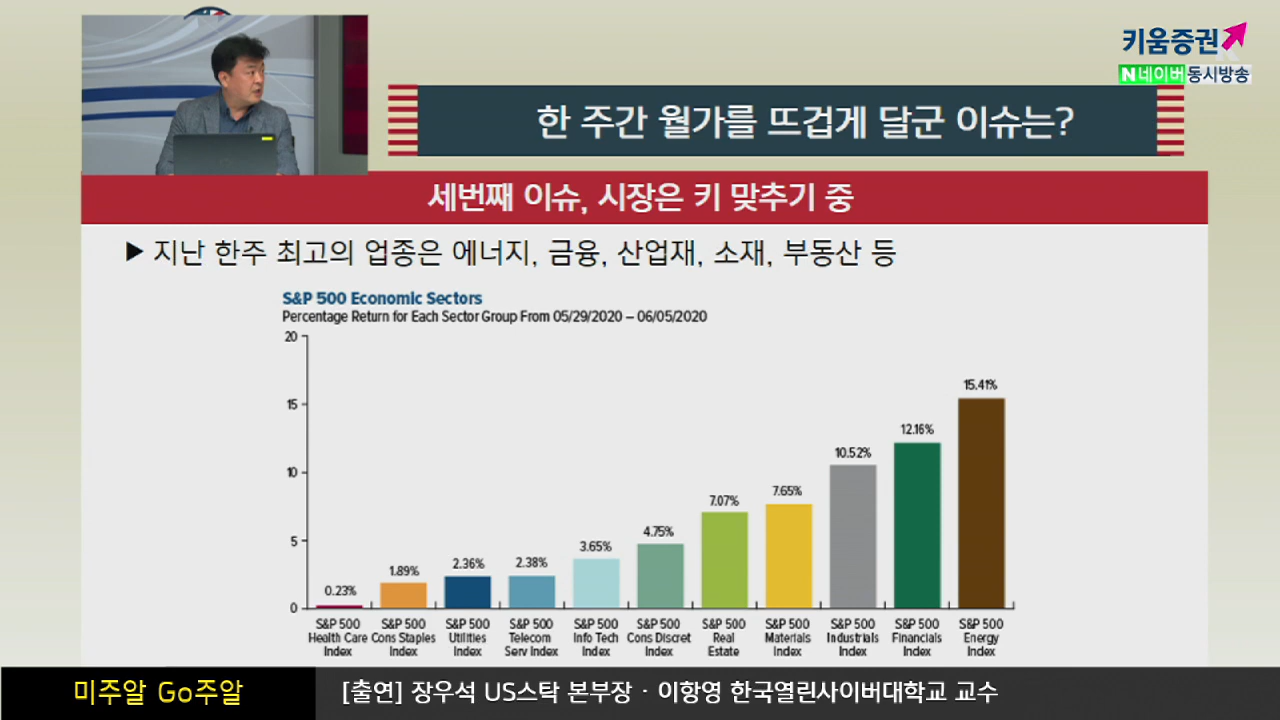 키움증권
N 네이버 동시방송
한 주간 월가를 뜨겁게 달군 이슈는?
세번째 이슈, 시장은 키 맞추기 중
▶ 지난 한주 최고의 업종은 에너지, 금융, 산업재, 소재, 부동산 등
S&P 500 Economic Sectors
Percentage Return for Each Sector Group From 05/29/2020 – 06/05/2020
20
15
10
5
0
0.23%
1.89%
2.36%
2.38%
3.65%
4.75%
7.07%
7.65%
10.52%
12.16%
15.41%
S&P 500 Health Care Index
S&P 500 Cons Staples Index
S&P 500 Utilities Index
S&P 500 Telecom Serv Index
S&P 500 Info Tech Index
S&P 500 Cons Discret Index
S&P 500 Real Estate
S&P 500 Materials Index
S&P 500 Industrials Index
S&P 500 Financials Index
S&P 500 Energy Index
미주알 Go주알
[출연] 장우석 US스탁 본부장 · 이항영 한국열린사이버대학교 교수